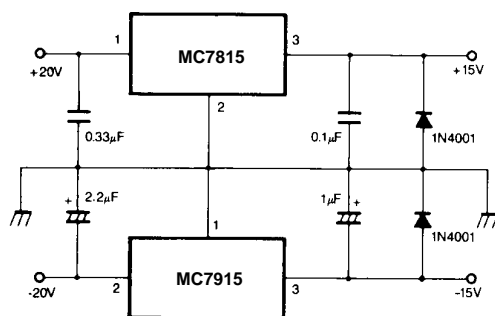 1
MC7815
3
+20V
+15V
2
0.33µF
0.1µF
1N4001
+
2.2µF
1µF
+
1
1N4001
2
MC7915
3
-20V
-15V